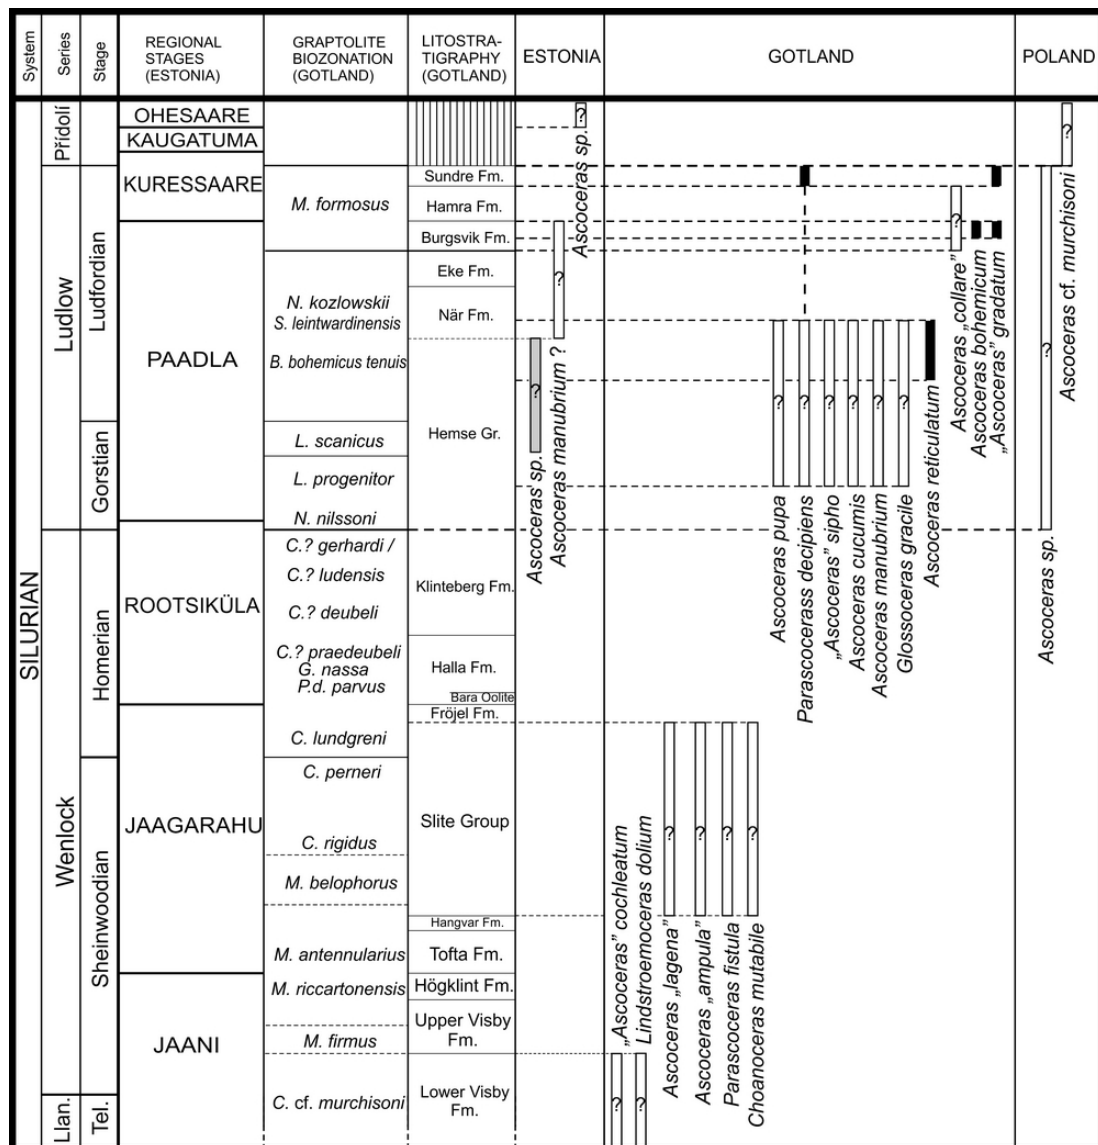 System
Series
Stage
REGIONAL
STAGES
(ESTONIA)
GRAPTOLITE
BIOZONATION
(GOTLAND)
LITOSTRA-
TIGRAPHY
(GOTLAND)
ESTONIA
GOTLAND
POLAND
SILURIAN
Přídolí
Ludlow
Wenlock
Llan.
Ludfordian
Gorstian
Homerian
Sheinwoodian
Tel.
OHESAARE
KAUGATUMA
KURESSAARE
PAADLA
ROOTSIKÜLA
JAAGARAHU
JAANI
M. formosus
N. kozlowskii
S. leintwardinensis
B. bohemicus tenuis
L. scanicus
L. progenitor
N. nilssoni
C.? gerhardi /
C.? ludensis
C.? deubeli
C.? praedeubeli
G. nassa
P.d. parvus
C. lundgreni
C. perneri
C. rigidus
M. belophorus
M. antennularius
M. riccartonensis
M. firmus
C. cf. murchisoni
Sundre Fm.
Hamra Fm.
Burgsvik Fm.
Eke Fm.
När Fm.
Hemse Gr.
Klinteberg Fm.
Halla Fm.
Bara Oolite
Fröjel Fm.
Slite Group
Hangvar Fm.
Tofta Fm.
Högklint Fm.
Upper Visby
Fm.
Lower Visby
Fm.
?
Ascoceras sp.
?
Ascoceras manubrium ?
?
Ascoceras sp.
?
„Ascoceras” cochleatum
?
Lindstroemoceras dolium
?
Ascoceras „lagena”
?
Ascoceras „ampula”
?
Parascoceras fistula
?
Choanoceras mutabile
?
Ascoceras pupa
?
Parascocerass decipiens
?
„Ascoceras” sipho
?
Ascoceras cucumis
?
Ascoceras manubrium
?
Glossoceras gracile
?
Ascoceras reticulatum
Ascoceras „collare”
?
Ascoceras bohemicum
„Ascoceras” gradatum
?
Ascoceras sp.
?
Ascoceras cf. murchisoni